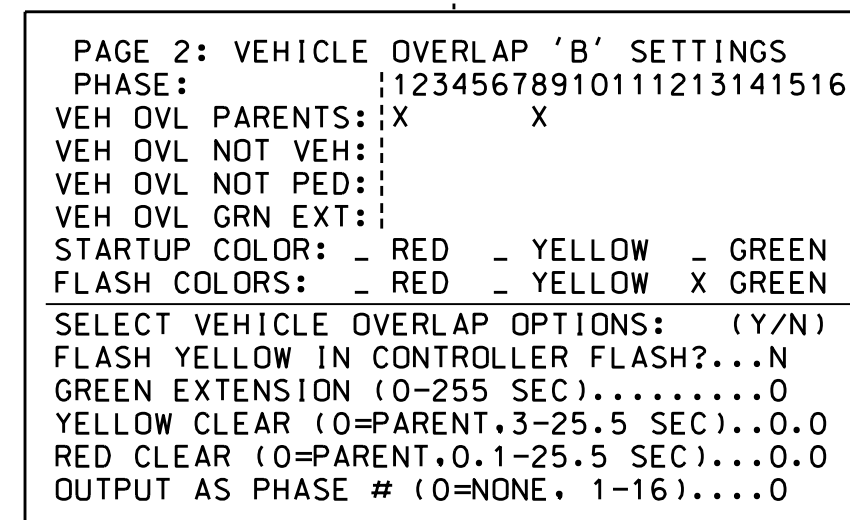 PAGE 2: VEHICLE OVERLAP 'B' SETTINGS
PHASE: ¦12345678910111213141516
VEH OVL PARENTS:¦X X
VEH OVL NOT VEH:¦
VEH OVL NOT PED:¦
VEH OVL GRN EXT:¦
STARTUP COLOR: _ RED _ YELLOW _ GREEN
FLASH COLORS: _ RED _ YELLOW X GREEN
SELECT VEHICLE OVERLAP OPTIONS: (Y/N)
FLASH YELLOW IN CONTROLLER FLASH?...N
GREEN EXTENSION (0-255 SEC).........0
YELLOW CLEAR (0=PARENT,3-25.5 SEC)..0.0
RED CLEAR (0=PARENT,0.1-25.5 SEC)...0.0
OUTPUT AS PHASE # (0=NONE, 1-16)....0